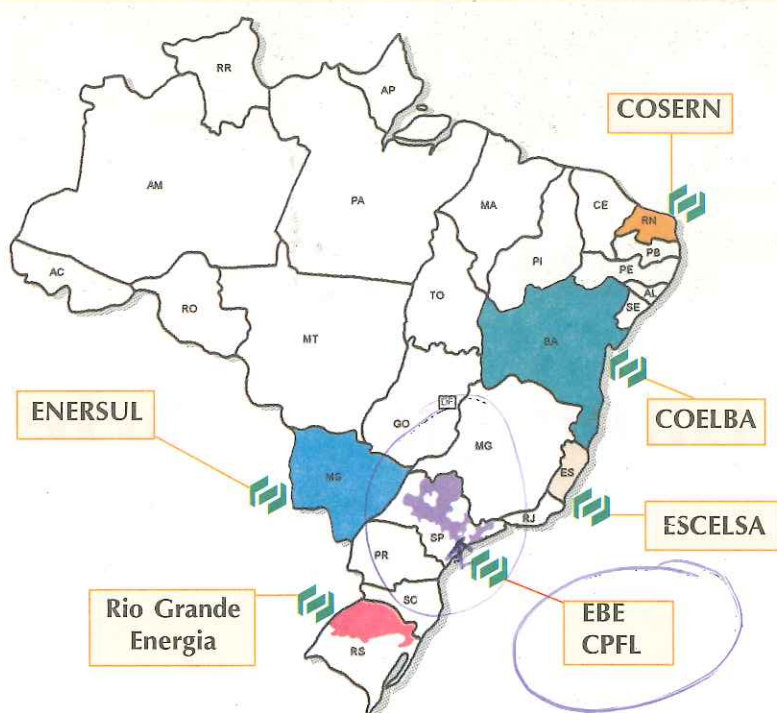 RR
AP
COSERN
AM
PA
MA
CE
RN
PB
PI
PE
AL
SE
AC
RO
TO
MT
BA
ENERSUL
GO
DF
COELBA
MG
MS
ES
RJ
ESCELSA
SP
PR
SC
Rio Grande
Energia
RS
EBE
CPFL